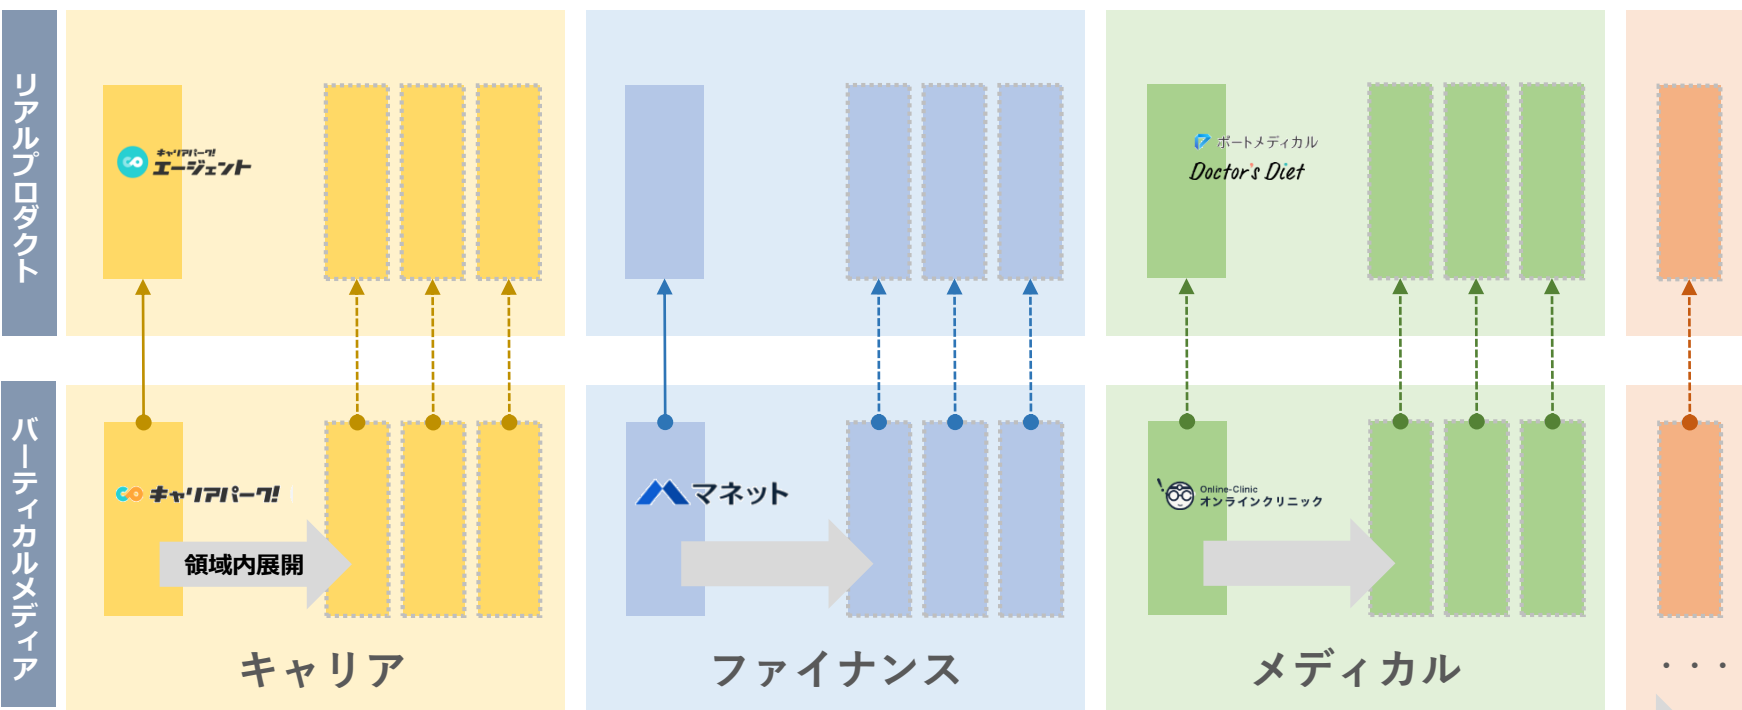 リアルプロダクト
キャリアパーク!
エージェント
ポートメディカル
Doctor's Diet
バーティカルメディア
キャリアパーク!
領域内展開
キャリア
マネット
ファイナンス
Online-Clinic
オンラインクリニック
メディカル
・・・